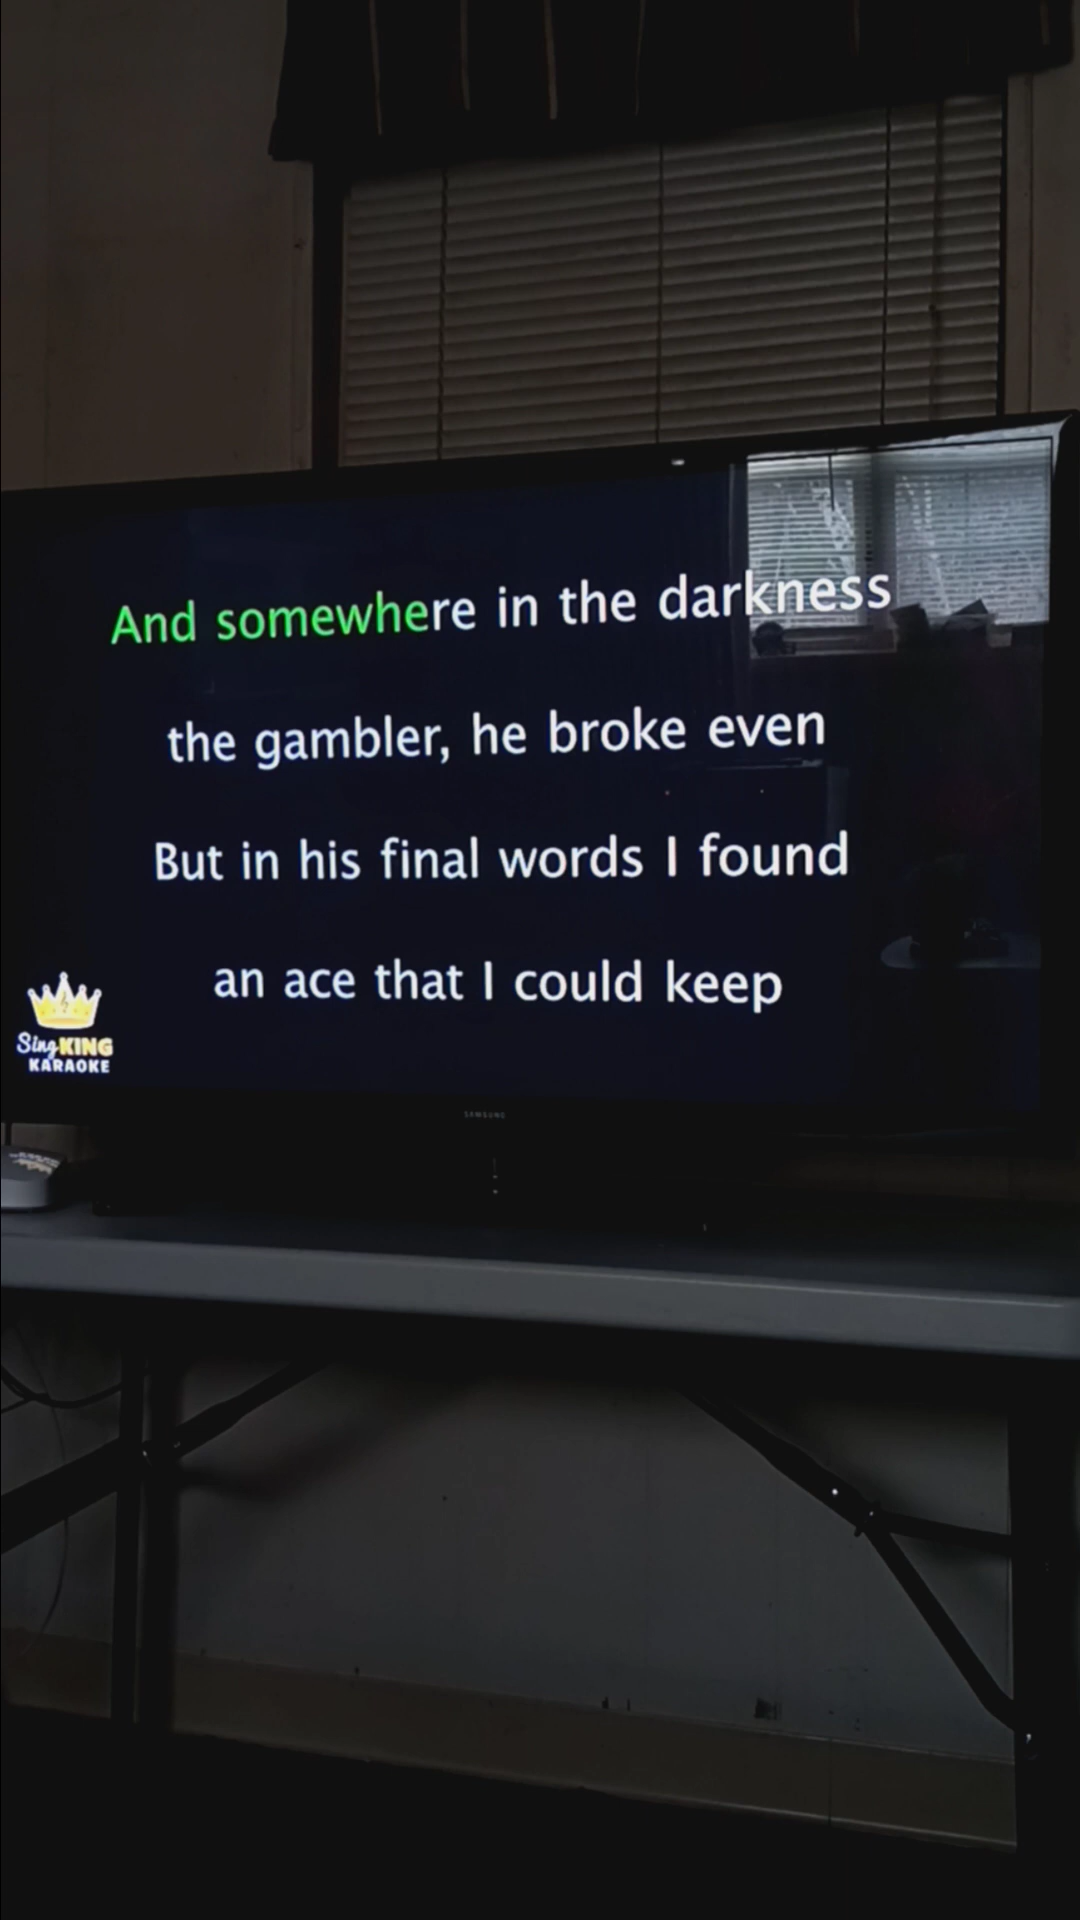 And somewhere in the darkness
the gambler, he broke even
But in his final words I found
an ace that I could keep
Sing KING
KARAOKE
SAMSUNG